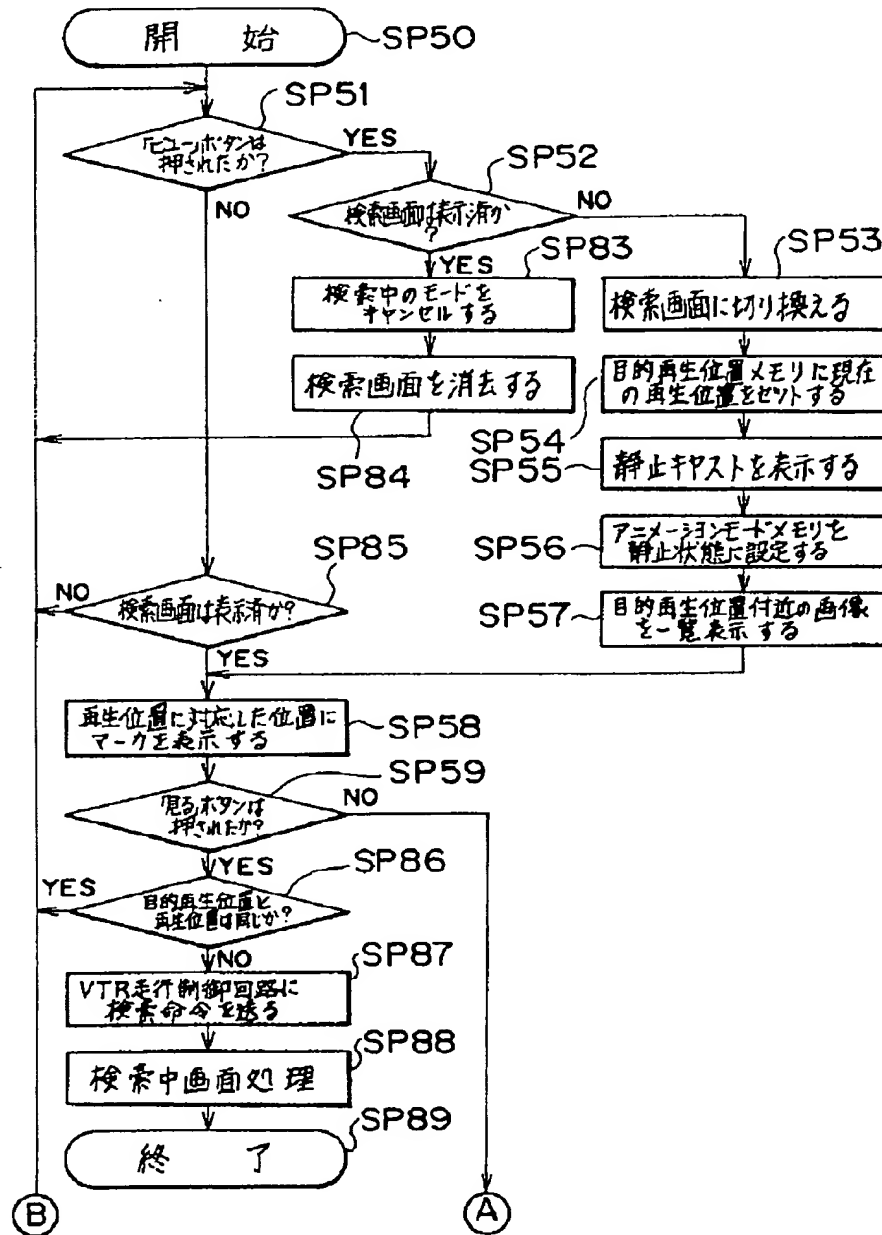 開 始
SP50
SP51
「ビュー」ボタンは
押されたか?
YES
NO
SP52
検索画面は表示済か
?
NO
YES
SP83
検索中のモードを
キャンセルする
検索画面を消去する
SP84
SP53
検索画面に切り換える
目的再生位置メモリに現在
の再生位置をセットする
SP54
SP55
静止キャストを表示する
アニメーションモードメモリを
静止状態に設定する
SP56
目的再生位置付近の画像
を一覧表示する
SP57
SP85
検索画面は表示済か?
NO
YES
再生位置に対応した位置に
マークを表示する
SP58
SP59
「見る」ボタンは
押されたか?
NO
YES
SP86
目的再生位置と
再生位置は同じか?
YES
NO
SP87
VTR走行制御回路に
検索命令を送る
SP88
検索中画面処理
SP89
終 了
B
A